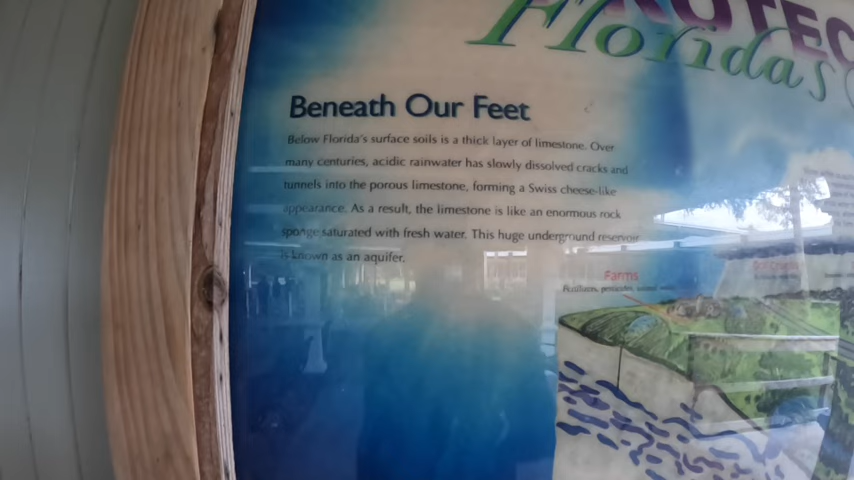 PROTEC
Florida's
Beneath Our Feet
Below Florida's surface soils is a thick layer of limestone. Over
many centuries, acidic rainwater has slowly dissolved cracks and
tunnels into the porous limestone, forming a Swiss cheese-like
appearance. As a result, the limestone is like an enormous rock
sponge saturated with fresh water. This huge underground reservoir
is known as an aquifer.
Farms
Fertilizers, pesticides,